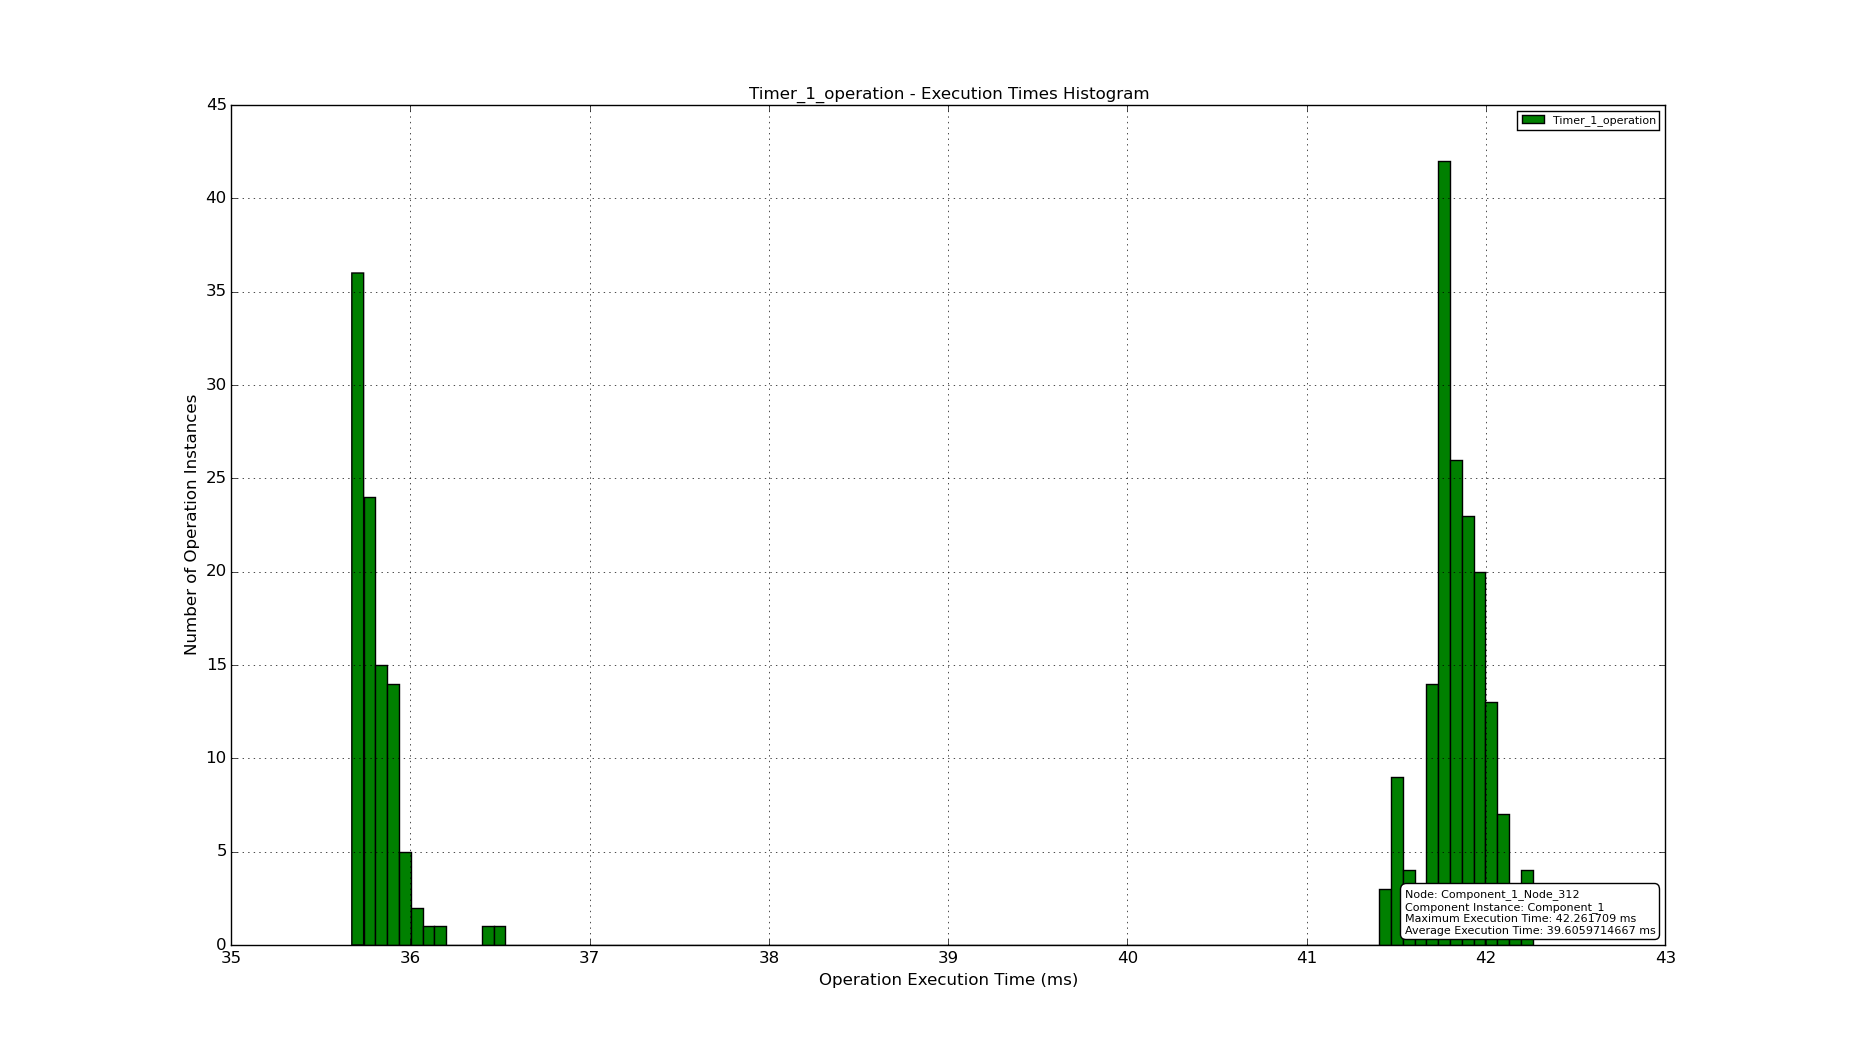 Timer_1_operation - Execution Times Histogram
45
40
35
30
25
20
15
10
5
0
Number of Operation Instances
Timer_1_operation
Node: Component_1_Node_312
Component Instance: Component_1
Maximum Execution Time: 42.261709 ms
Average Execution Time: 39.6059714667 ms
35 36 37 38 39 40 41 42 43
Operation Execution Time (ms)